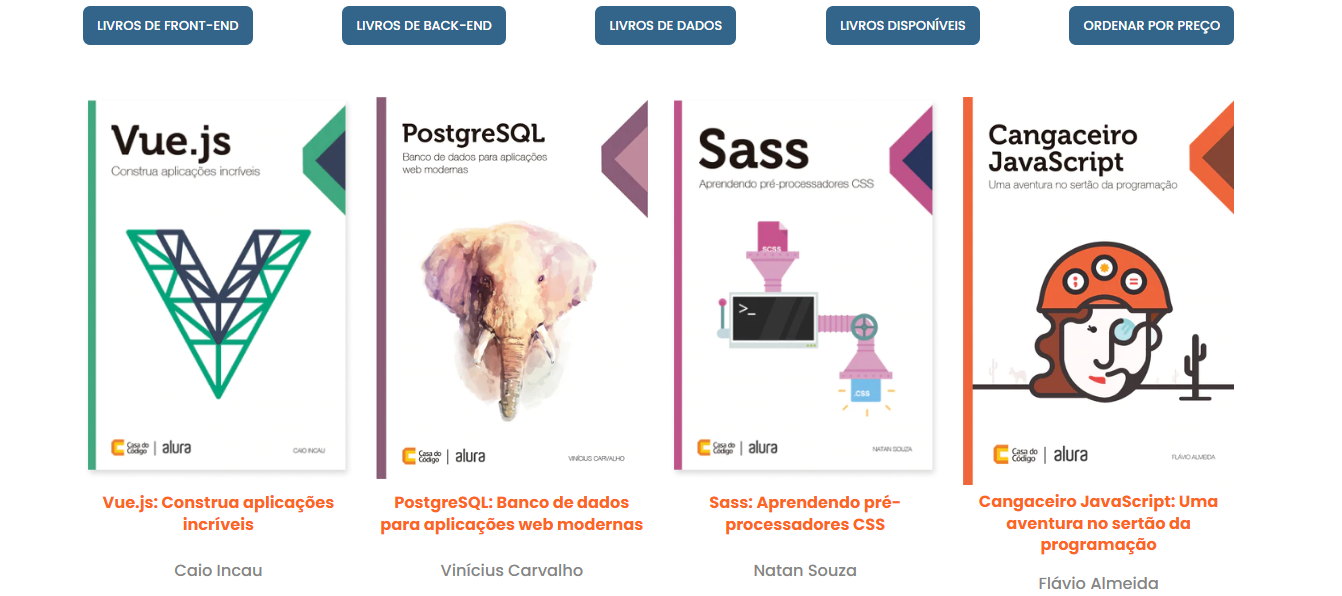 LIVROS DE FRONT-END
LIVROS DE BACK-END
LIVROS DE DADOS
LIVROS DISPONÍVEIS
ORDENAR POR PREÇO
Vue.js
Construa aplicações incríveis
Casa do
Código
alura
CAIO INCAU
PostgreSQL
Banco de dados para aplicações
web modernas
Casa do
Código
alura
VINÍCIUS CARVALHO
Sass
Aprendendo pré-processadores CSS
SCSS
>_
.CSS
Casa do
Código
alura
NATAN SOUZA
Cangaceiro
JavaScript
Uma aventura no sertão da programação
;
=
Casa do
Código
alura
FLÁVIO ALMEIDA
Vue.js: Construa aplicações
incríveis
Caio Incau
PostgreSQL: Banco de dados
para aplicações web modernas
Vinícius Carvalho
Sass: Aprendendo pré-
processadores CSS
Natan Souza
Cangaceiro JavaScript: Uma
aventura no sertão da
programação
Flávio Almeida